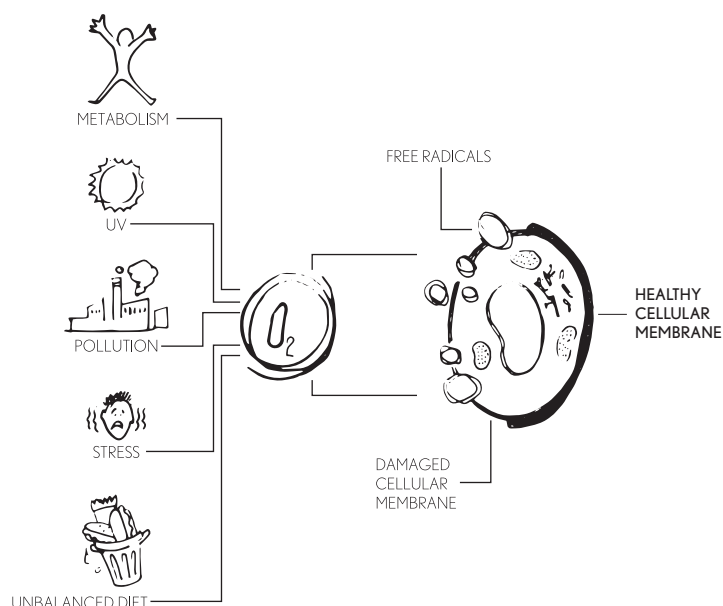 METABOLISM
UV
POLLUTION
STRESS
UNBALANCED DIET
O2
FREE RADICALS
HEALTHY
CELLULAR
MEMBRANE
DAMAGED
CELLULAR
MEMBRANE